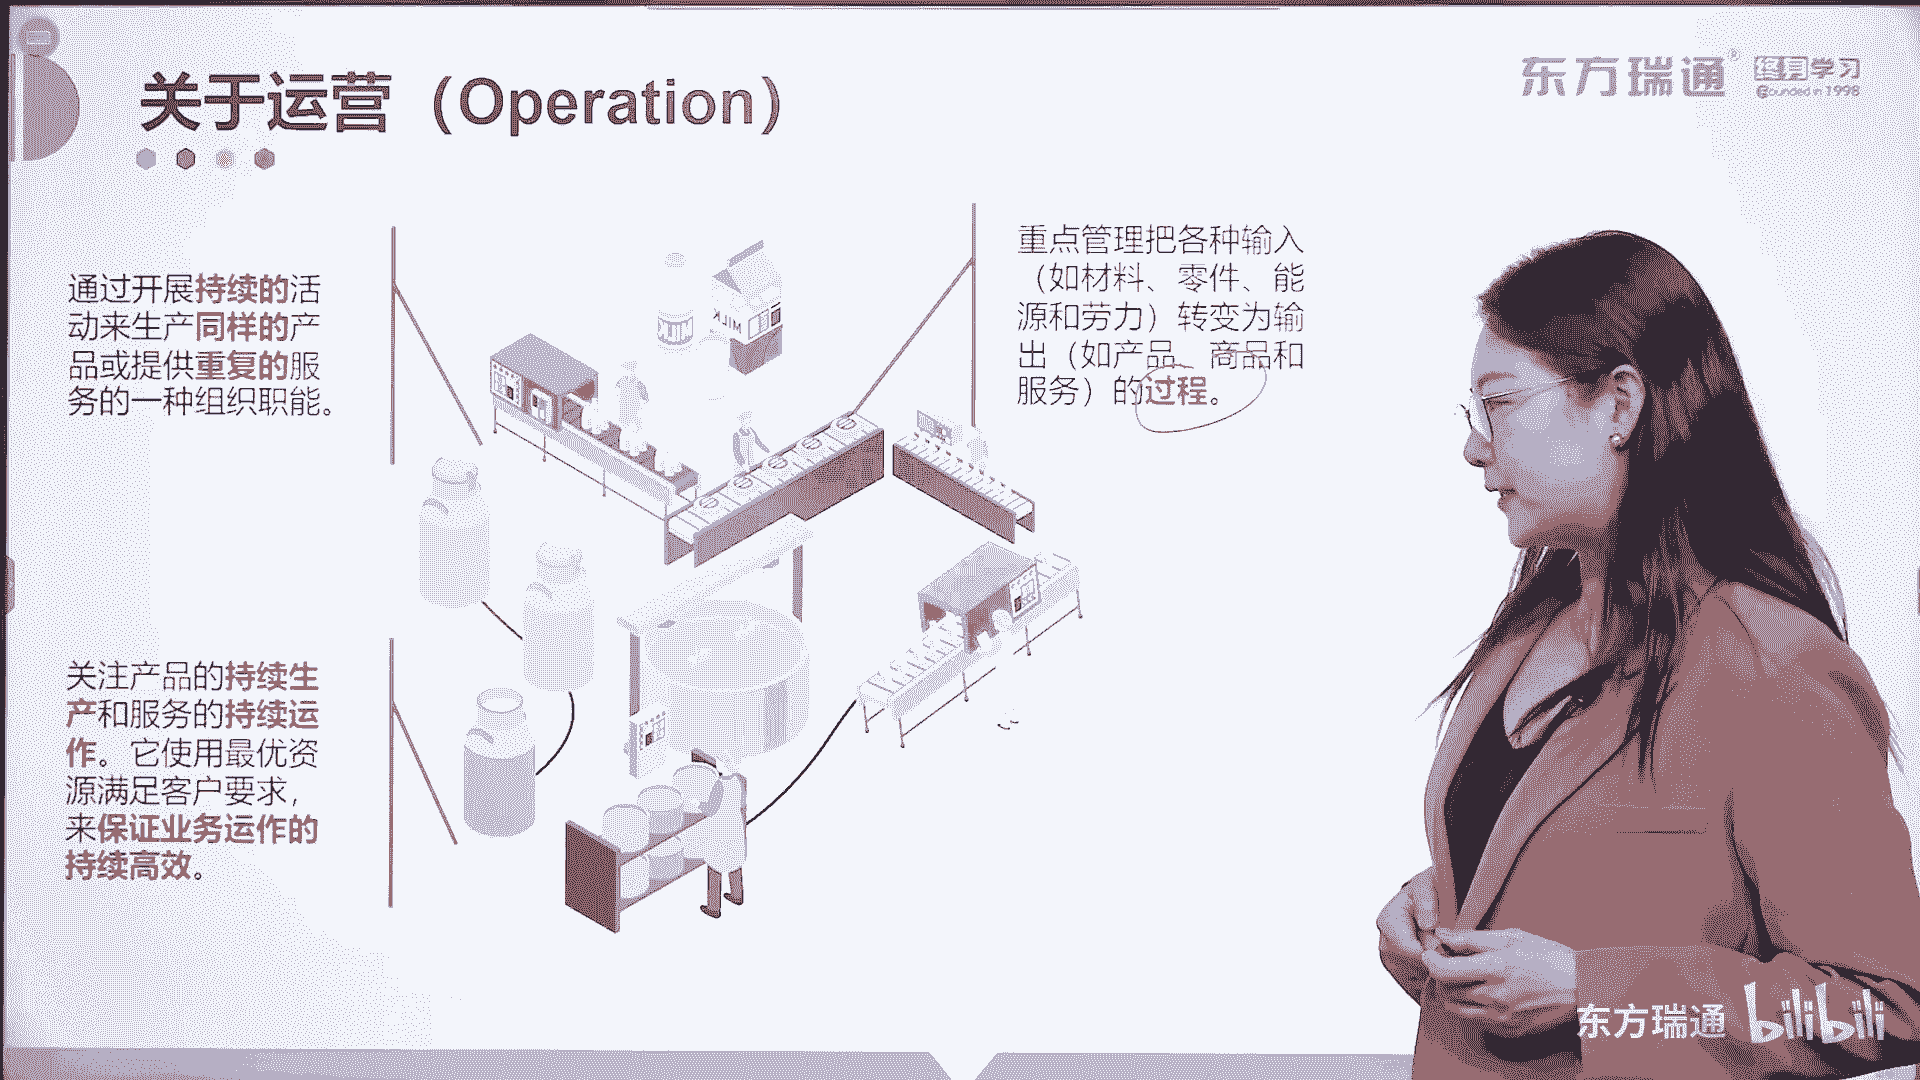 关于运营（Operation）
东方瑞通®
终身学习
Founded in 1998
通过开展持续的活
动来生产同样的产
品或提供重复的服
务的一种组织职能。
MILK
重点管理把各种输入
（如材料、零件、能
源和劳力）转变为输
出（如产品、商品和
服务）的过程。
关注产品的持续生
产和服务的持续运
作。它使用最优资
源满足客户要求，
来保证业务运作的
持续高效。
东方瑞通
bilibili